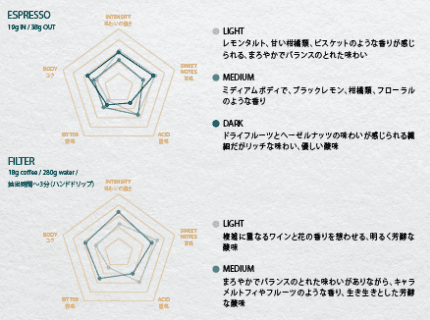 ESPRESSO
18g IN / 38g OUT
INTENSITY
味わいの強さ
BODY
コク
SWEET NOTES
甘味
BITTER
苦味
ACID
酸味
LIGHT
レモンタルト、甘い柑橘類、ビスケットのような香りが感じ
られる、まろやかでバランスのとれた味わい
MEDIUM
ミディアムボディで、ブラックレモン、柑橘類、フローラル
のような香り
DARK
ドライフルーツとヘーゼルナッツの味わいが感じられる繊
細だがリッチな味わい、優しい酸味
FILTER
18g coffee / 280g water /
抽出時間〜3分（ハンドドリップ）
INTENSITY
味わいの強さ
BODY
コク
SWEET NOTES
甘味
BITTER
苦味
ACID
酸味
LIGHT
複雑に重なるワインと花の香りを想わせる、明るく芳醇な
酸味
MEDIUM
まろやかでバランスのとれた味わいがありながら、キャラ
メルトフィやフルーツのような香り、生き生きとした芳醇
な酸味